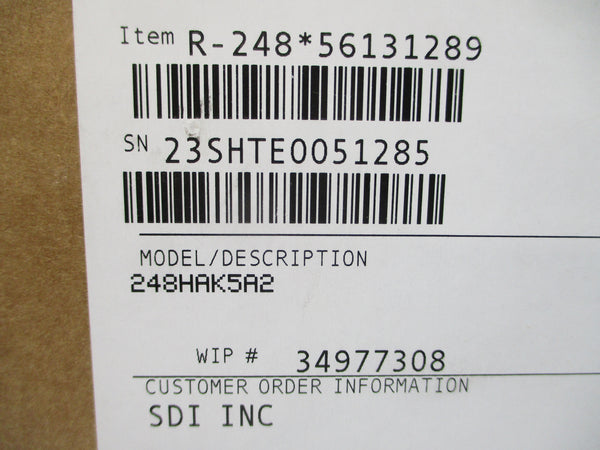 Item R-248*56131289
SN 23SHTE0051285
MODEL/DESCRIPTION
248HAK5A2
WIP # 34977308
CUSTOMER ORDER INFORMATION
SDI INC